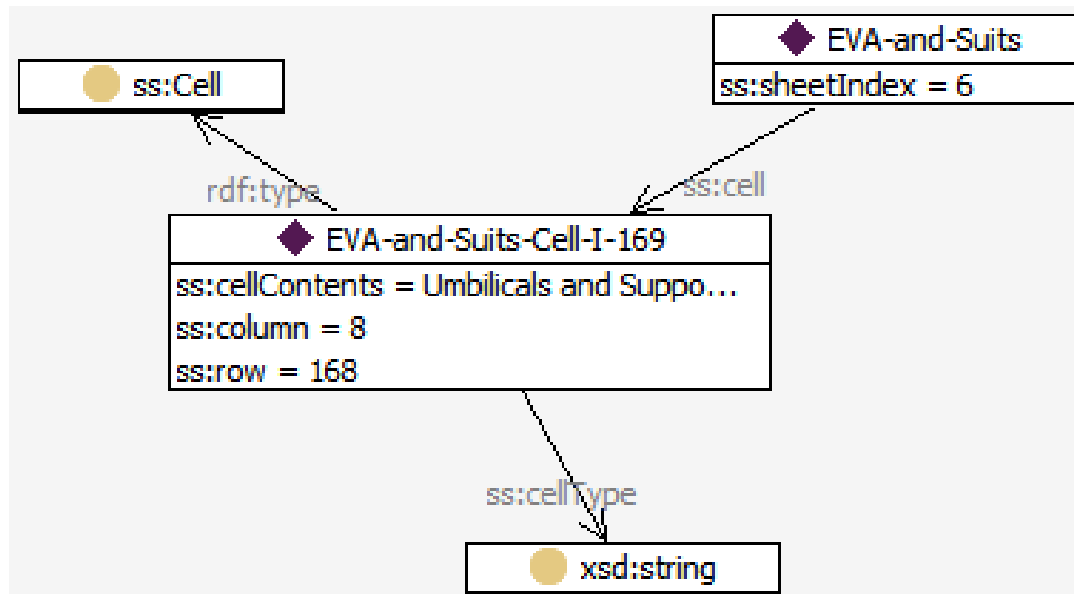 EVA-and-Suits
ss:sheetIndex = 6
ss:Cell
rdf:type
ss:cell
EVA-and-Suits-Cell-I-169
ss:cellContents = Umbilicals and Suppo...
ss:column = 8
ss:row = 168
ss:cellType
xsd:string